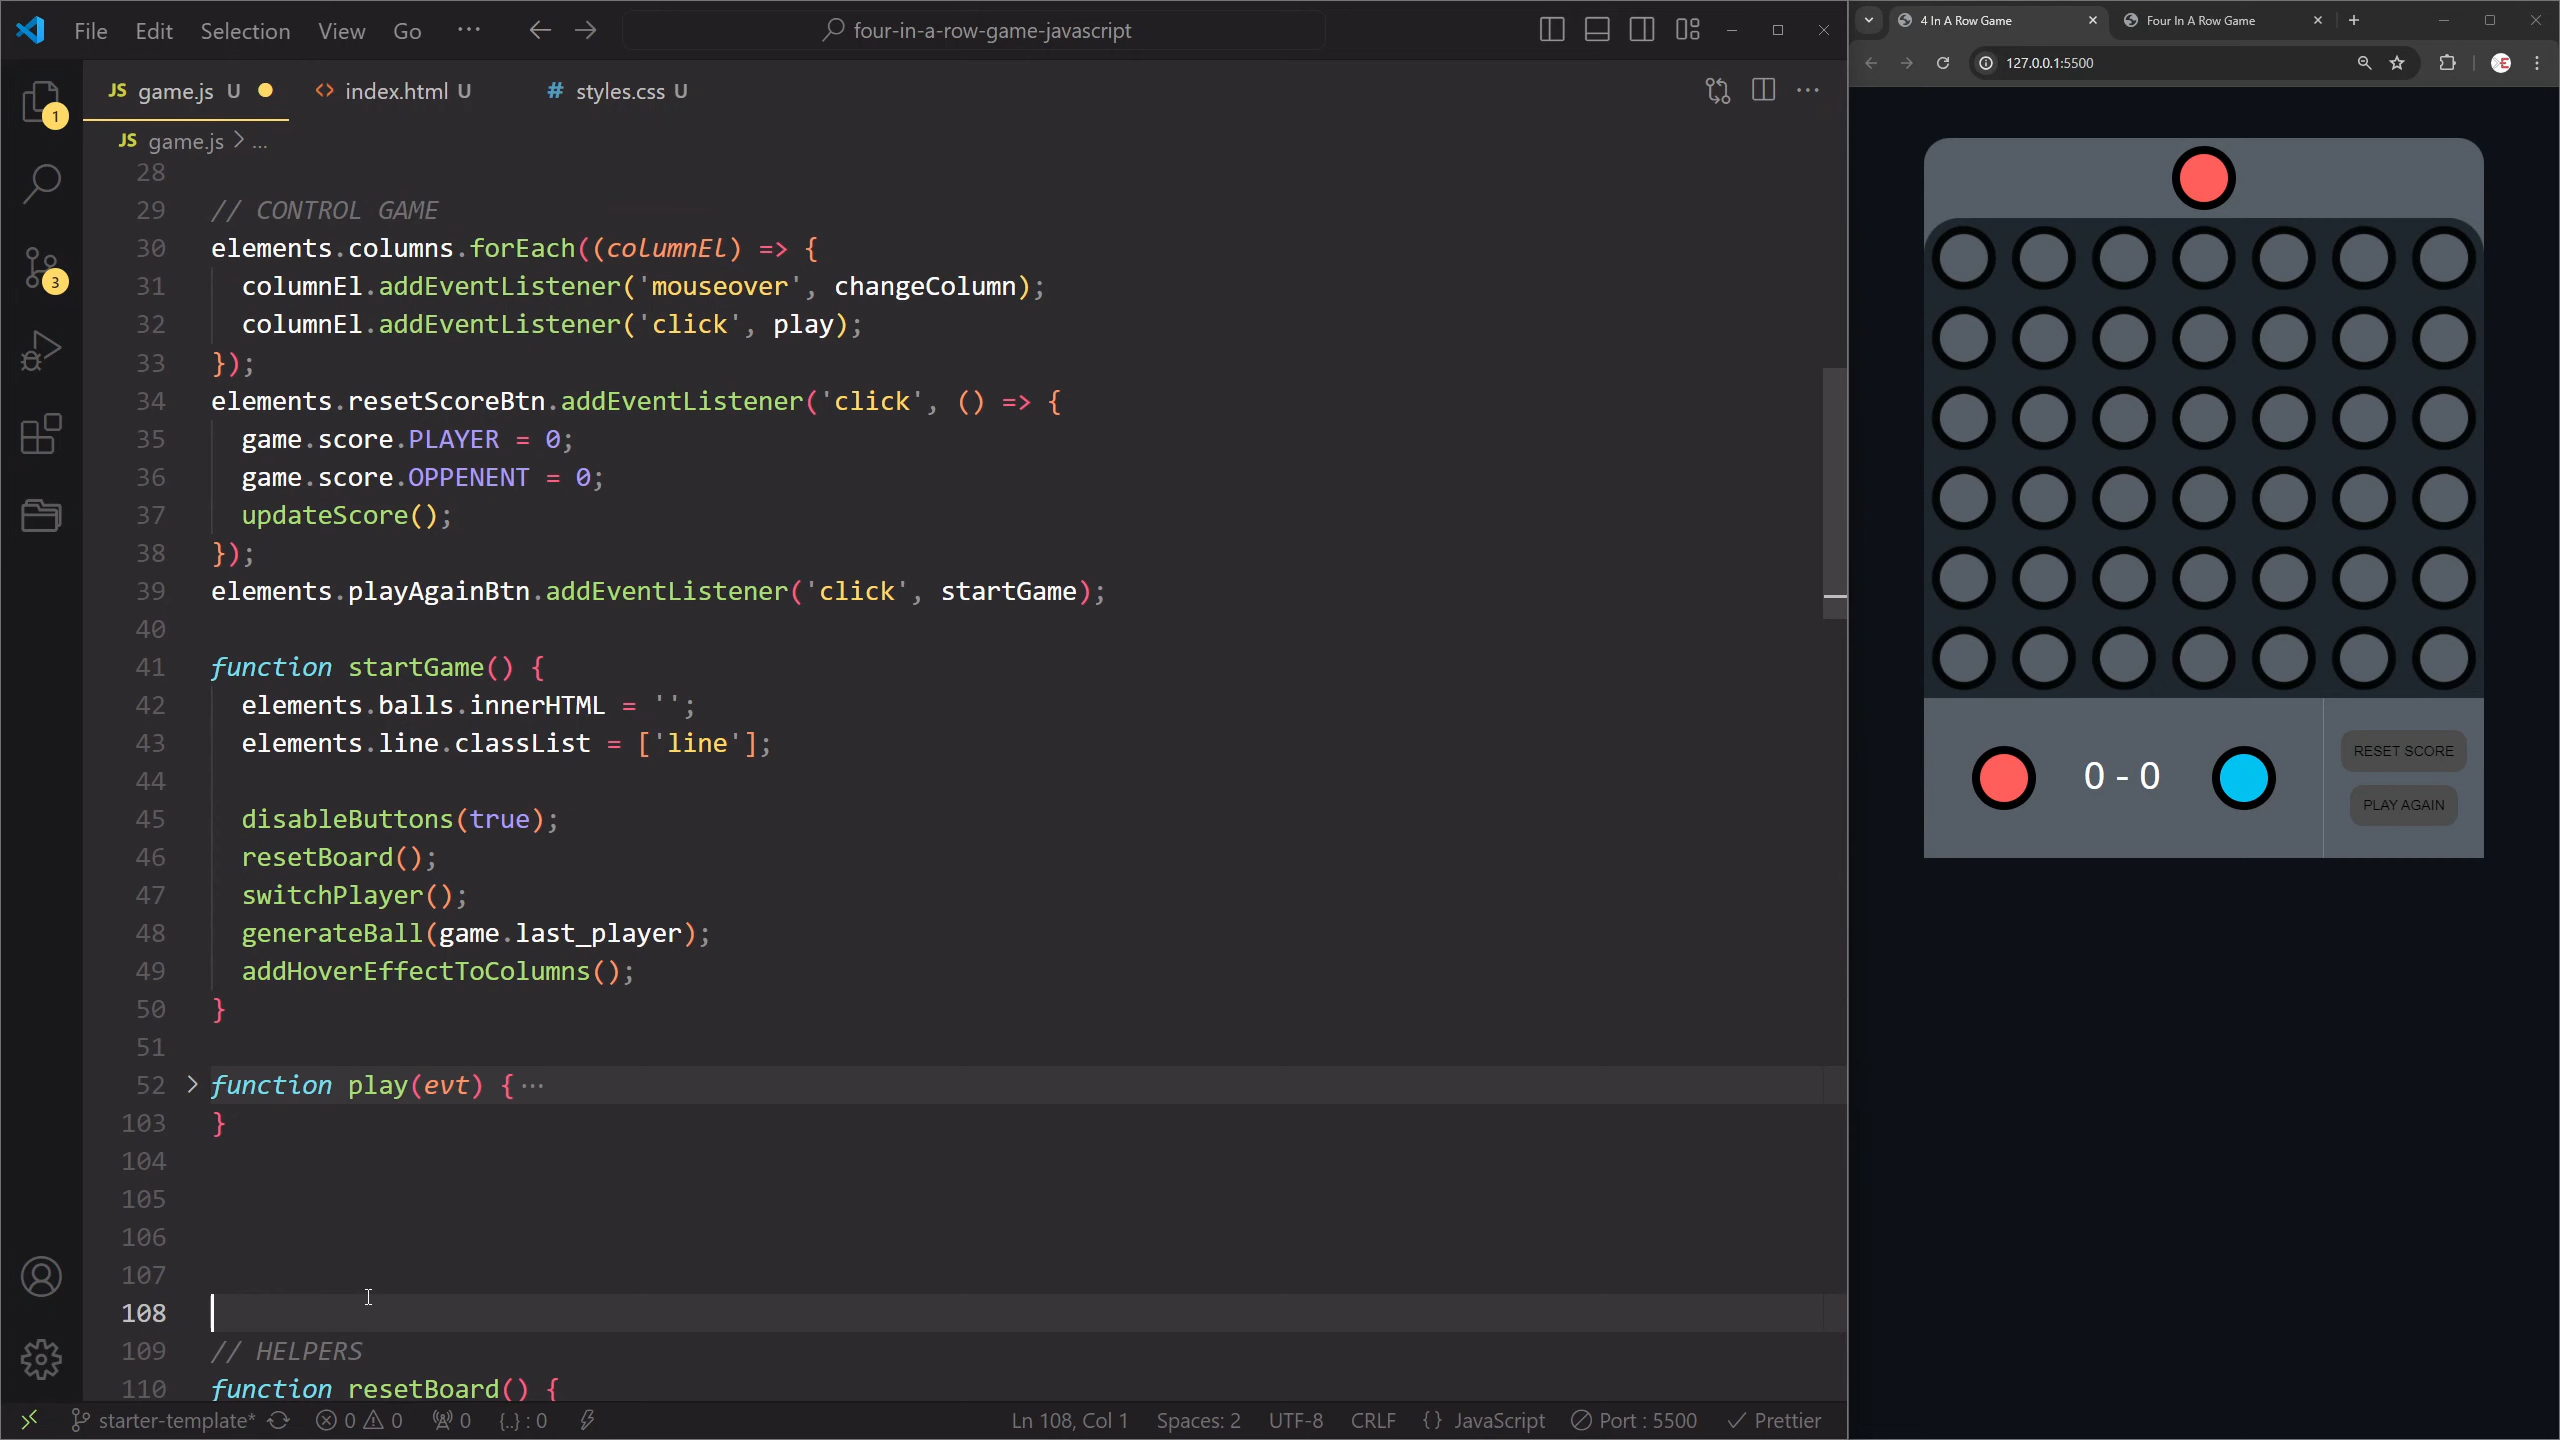 File Edit Selection View Go ··· four-in-a-row-game-javascript
JS game.js U <> index.html U # styles.css U
JS game.js > ...
28
29 // CONTROL GAME
30 elements.columns.forEach((columnEl) => {
31 columnEl.addEventListener('mouseover', changeColumn);
32 columnEl.addEventListener('click', play);
33 });
34 elements.resetScoreBtn.addEventListener('click', () => {
35 game.score.PLAYER = 0;
36 game.score.OPPENENT = 0;
37 updateScore();
38 });
39 elements.playAgainBtn.addEventListener('click', startGame);
40
41 function startGame() {
42 elements.balls.innerHTML = '';
43 elements.line.classList = ['line'];
44
45 disableButtons(true);
46 resetBoard();
47 switchPlayer();
48 generateBall(game.last_player);
49 addHoverEffectToColumns();
50 }
51
52 function play(evt) { ···
103 }
104
105
106
107
108
109 // HELPERS
110 function resetBoard() {
1
3
starter-template* 0 0 0 {..} : 0 Ln 108, Col 1 Spaces: 2 UTF-8 CRLF {} JavaScript Port : 5500 Prettier
4 In A Row Game Four In A Row Game
127.0.0.1:5500
0 - 0
RESET SCORE
PLAY AGAIN